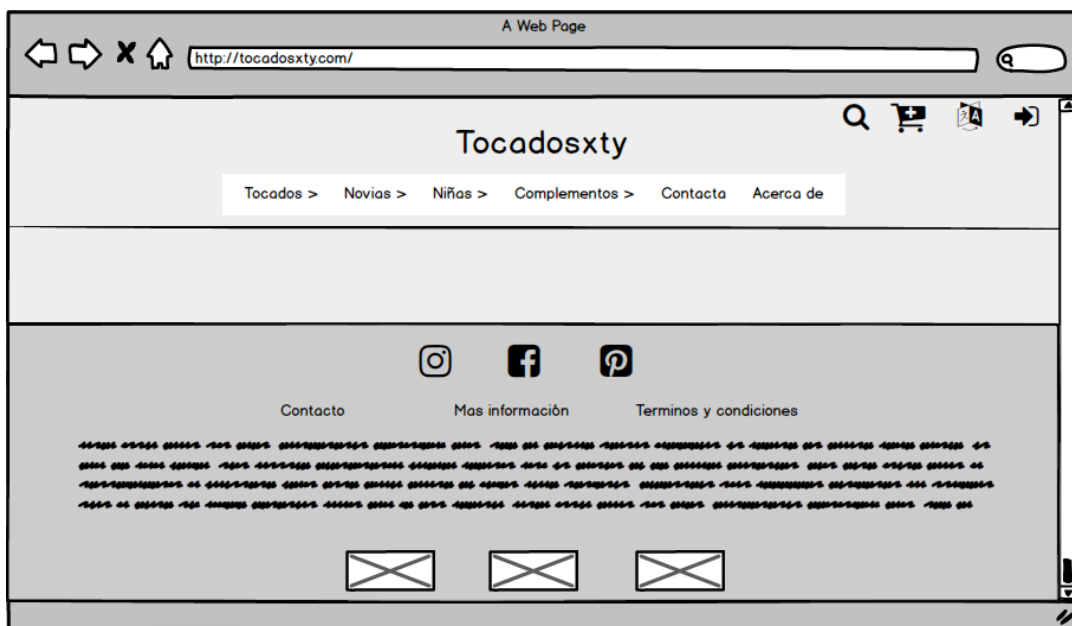 A Web Page
http://tocadosxty.com/
Tocadosxty
Tocados > Novias > Niñas > Complementos > Contacta Acerca de
Contacto Mas información Terminos y condiciones